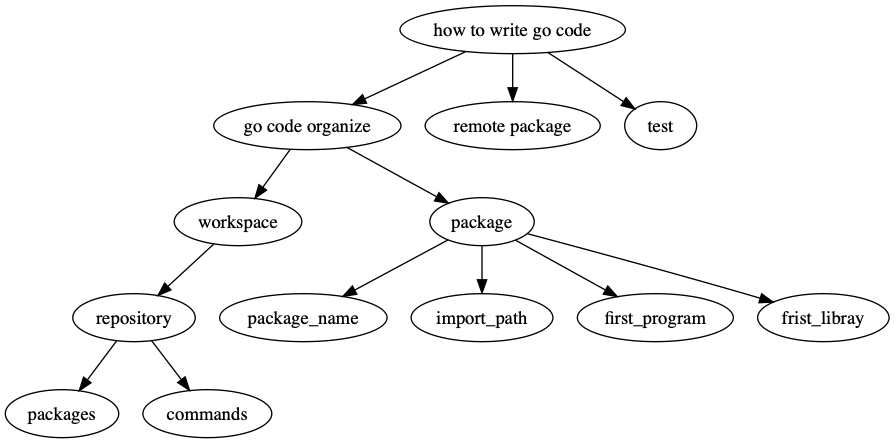 how to write go code
go code organize
remote package
test
workspace
package
repository
package_name
import_path
first_program
frist_libray
packages
commands